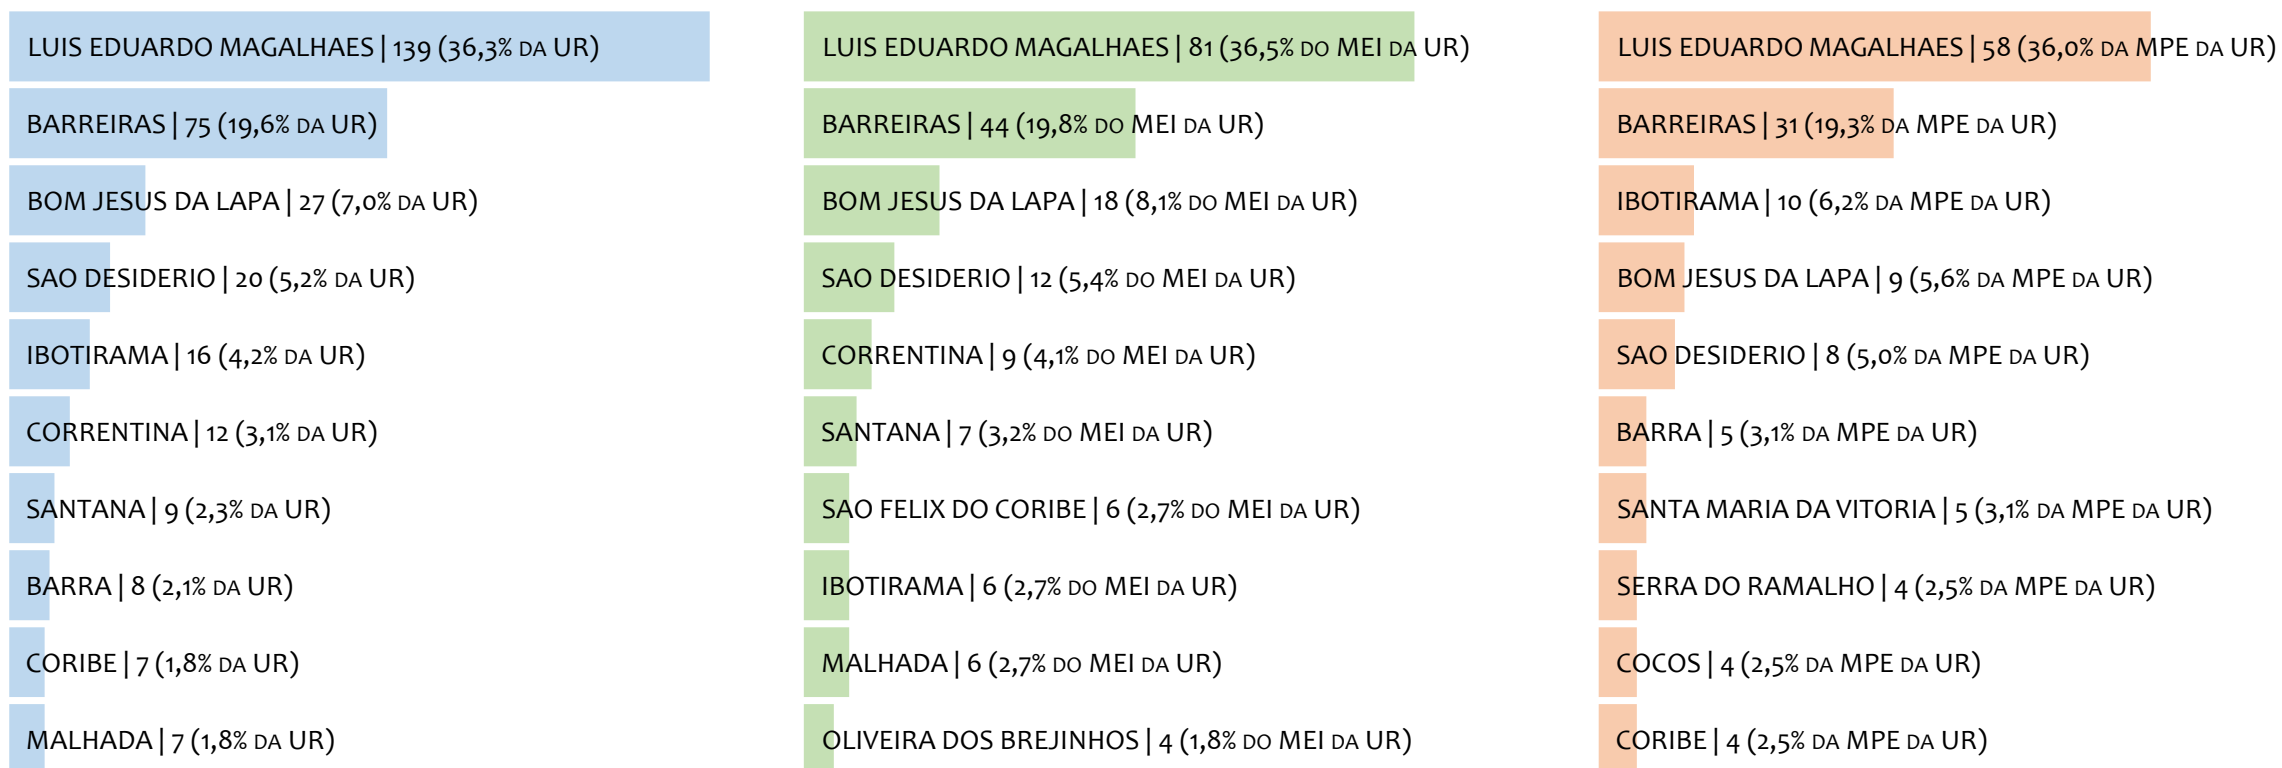 LUIS EDUARDO MAGALHAES | 139 (36,3% DA UR)
BARREIRAS | 75 (19,6% DA UR)
BOM JESUS DA LAPA | 27 (7,0% DA UR)
SAO DESIDERIO | 20 (5,2% DA UR)
IBOTIRAMA | 16 (4,2% DA UR)
CORRENTINA | 12 (3,1% DA UR)
SANTANA | 9 (2,3% DA UR)
BARRA | 8 (2,1% DA UR)
CORIBE | 7 (1,8% DA UR)
MALHADA | 7 (1,8% DA UR)
LUIS EDUARDO MAGALHAES | 81 (36,5% DO MEI DA UR)
BARREIRAS | 44 (19,8% DO MEI DA UR)
BOM JESUS DA LAPA | 18 (8,1% DO MEI DA UR)
SAO DESIDERIO | 12 (5,4% DO MEI DA UR)
CORRENTINA | 9 (4,1% DO MEI DA UR)
SANTANA | 7 (3,2% DO MEI DA UR)
SAO FELIX DO CORIBE | 6 (2,7% DO MEI DA UR)
IBOTIRAMA | 6 (2,7% DO MEI DA UR)
MALHADA | 6 (2,7% DO MEI DA UR)
OLIVEIRA DOS BREJINHOS | 4 (1,8% DO MEI DA UR)
LUIS EDUARDO MAGALHAES | 58 (36,0% DA MPE DA UR)
BARREIRAS | 31 (19,3% DA MPE DA UR)
IBOTIRAMA | 10 (6,2% DA MPE DA UR)
BOM JESUS DA LAPA | 9 (5,6% DA MPE DA UR)
SAO DESIDERIO | 8 (5,0% DA MPE DA UR)
BARRA | 5 (3,1% DA MPE DA UR)
SANTA MARIA DA VITORIA | 5 (3,1% DA MPE DA UR)
SERRA DO RAMALHO | 4 (2,5% DA MPE DA UR)
COCOS | 4 (2,5% DA MPE DA UR)
CORIBE | 4 (2,5% DA MPE DA UR)